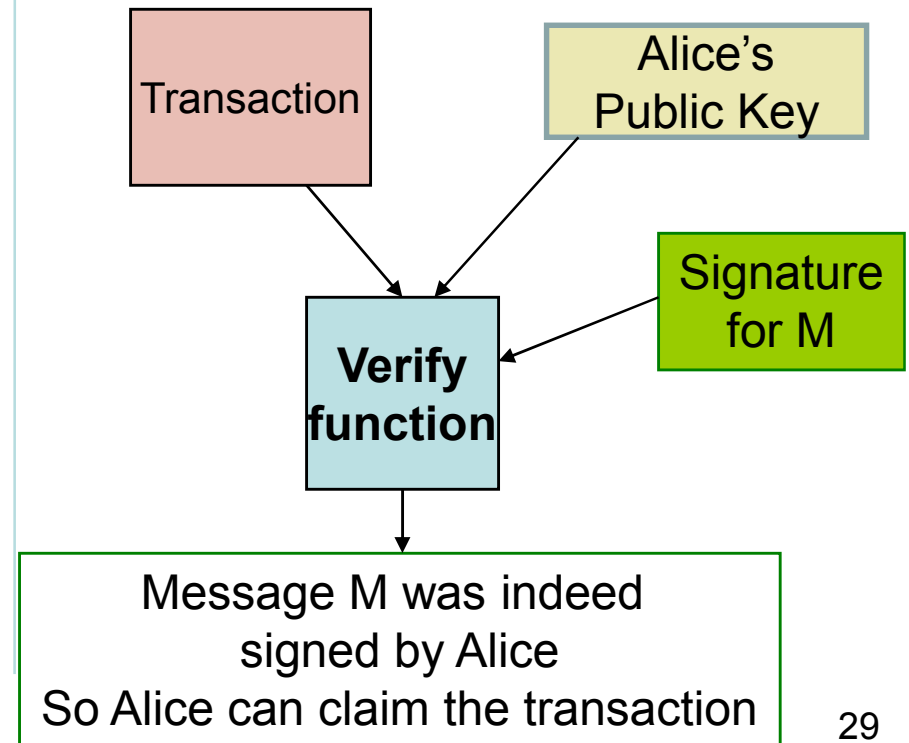 Transaction
Alice's
Public Key
Signature
for M
Verify
function
Message M was indeed
signed by Alice
So Alice can claim the transaction
29